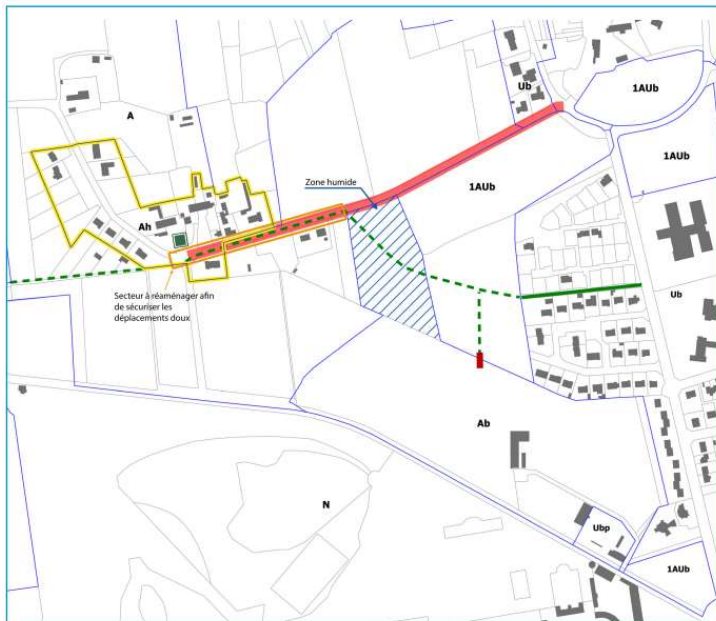 Ub
1AUb
A
1AUb
Zone humide
1AUb
Ah
Secteur à réaménager afin
de sécuriser les
déplacements doux
Ub
Ab
N
Ubp
1AUb